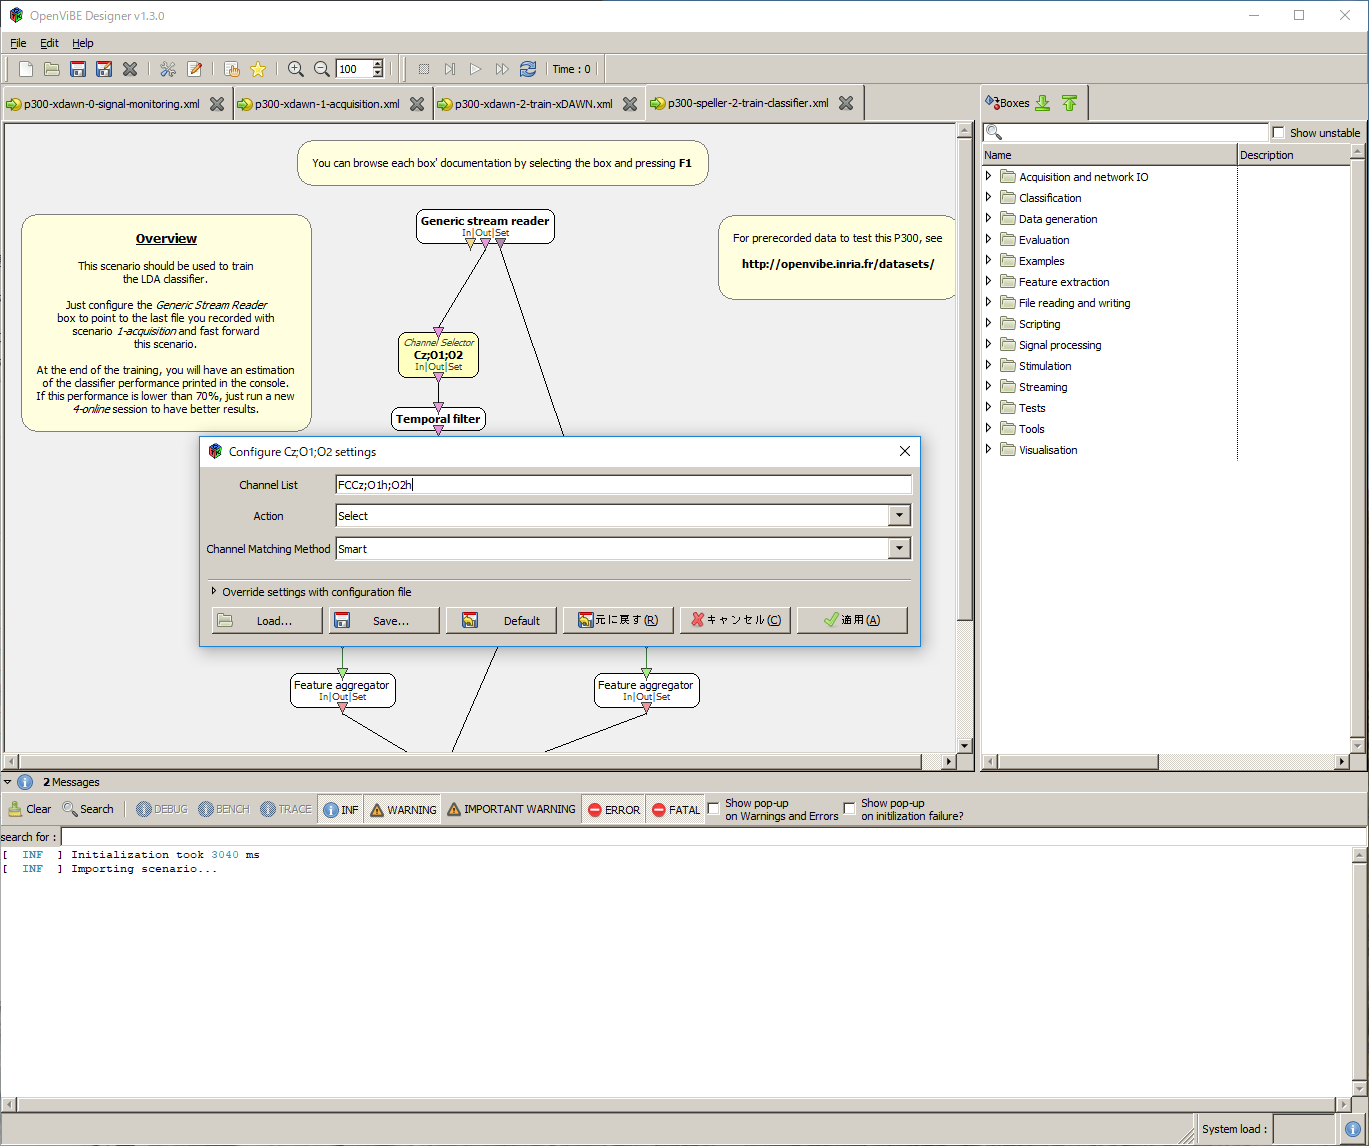 OpenViBE Designer v1.3.0
File Edit Help
100 Time : 0
p300-xdawn-0-signal-monitoring.xml p300-xdawn-1-acquisition.xml p300-xdawn-2-train-xDAWN.xml p300-speller-2-train-classifier.xml Boxes
Show unstable
Name Description
Acquisition and network IO
Classification
Data generation
Evaluation
Examples
Feature extraction
File reading and writing
Scripting
Signal processing
Stimulation
Streaming
Tests
Tools
Visualisation
You can browse each box' documentation by selecting the box and pressing F1
Overview
This scenario should be used to train
the LDA classifier.
Just configure the Generic Stream Reader
box to point to the last file you recorded with
scenario 1-acquisition and fast forward
this scenario.
At the end of the training, you will have an estimation
of the classifier performance printed in the console.
If this performance is lower than 70%, just run a new
4-online session to have better results.
Generic stream reader
In|Out|Set
For prerecorded data to test this P300, see
http://openvibe.inria.fr/datasets/
Channel Selector
Cz;O1;O2
In|Out|Set
Temporal filter
Configure Cz;O1;O2 settings
Channel List FCCz;O1h;O2h
Action Select
Channel Matching Method Smart
Override settings with configuration file
Load... Save... Default 元に戻す(R) キャンセル(C) 適用(A)
Feature aggregator
In|Out|Set
Feature aggregator
In|Out|Set
2 Messages
Clear Search DEBUG BENCH TRACE INF WARNING IMPORTANT WARNING ERROR FATAL Show pop-up
on Warnings and Errors Show pop-up
on initilization failure?
search for :
[ INF ] Initialization took 3040 ms
[ INF ] Importing scenario...
System load :